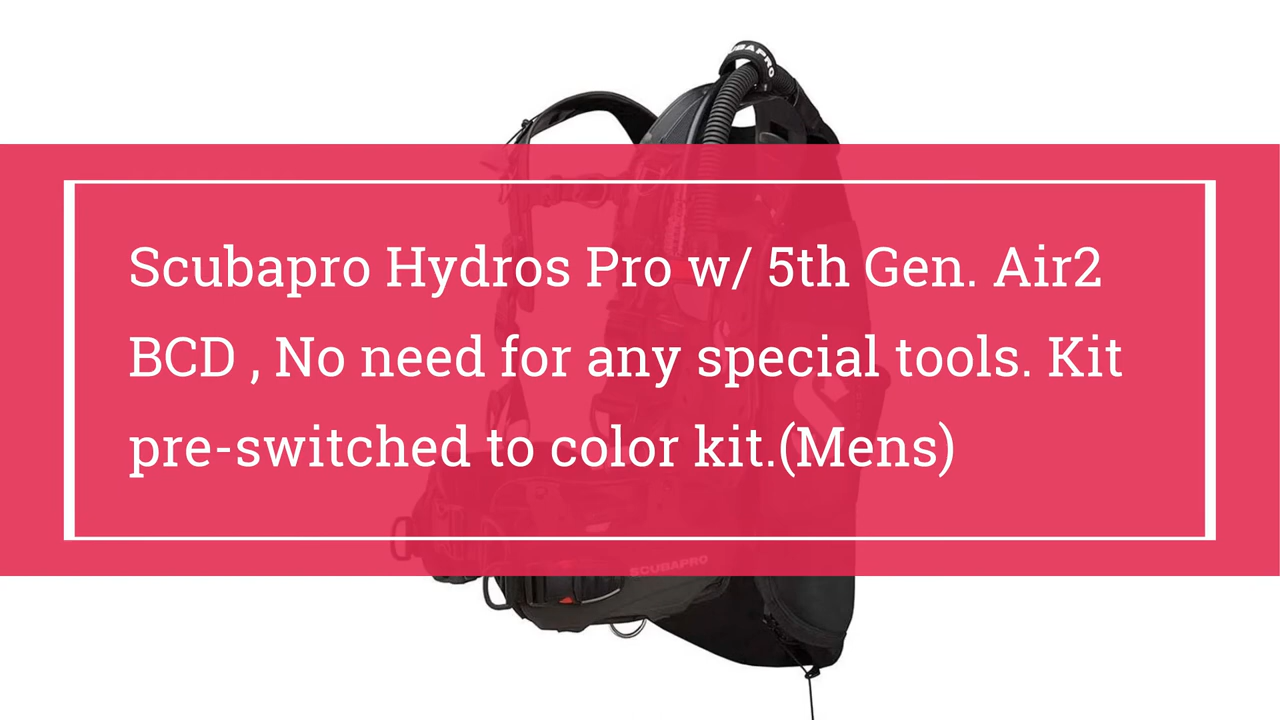 SCUBAPRO
Scubapro Hydros Pro w/ 5th Gen. Air2
BCD , No need for any special tools. Kit
pre-switched to color kit.(Mens)
SCUBAPRO